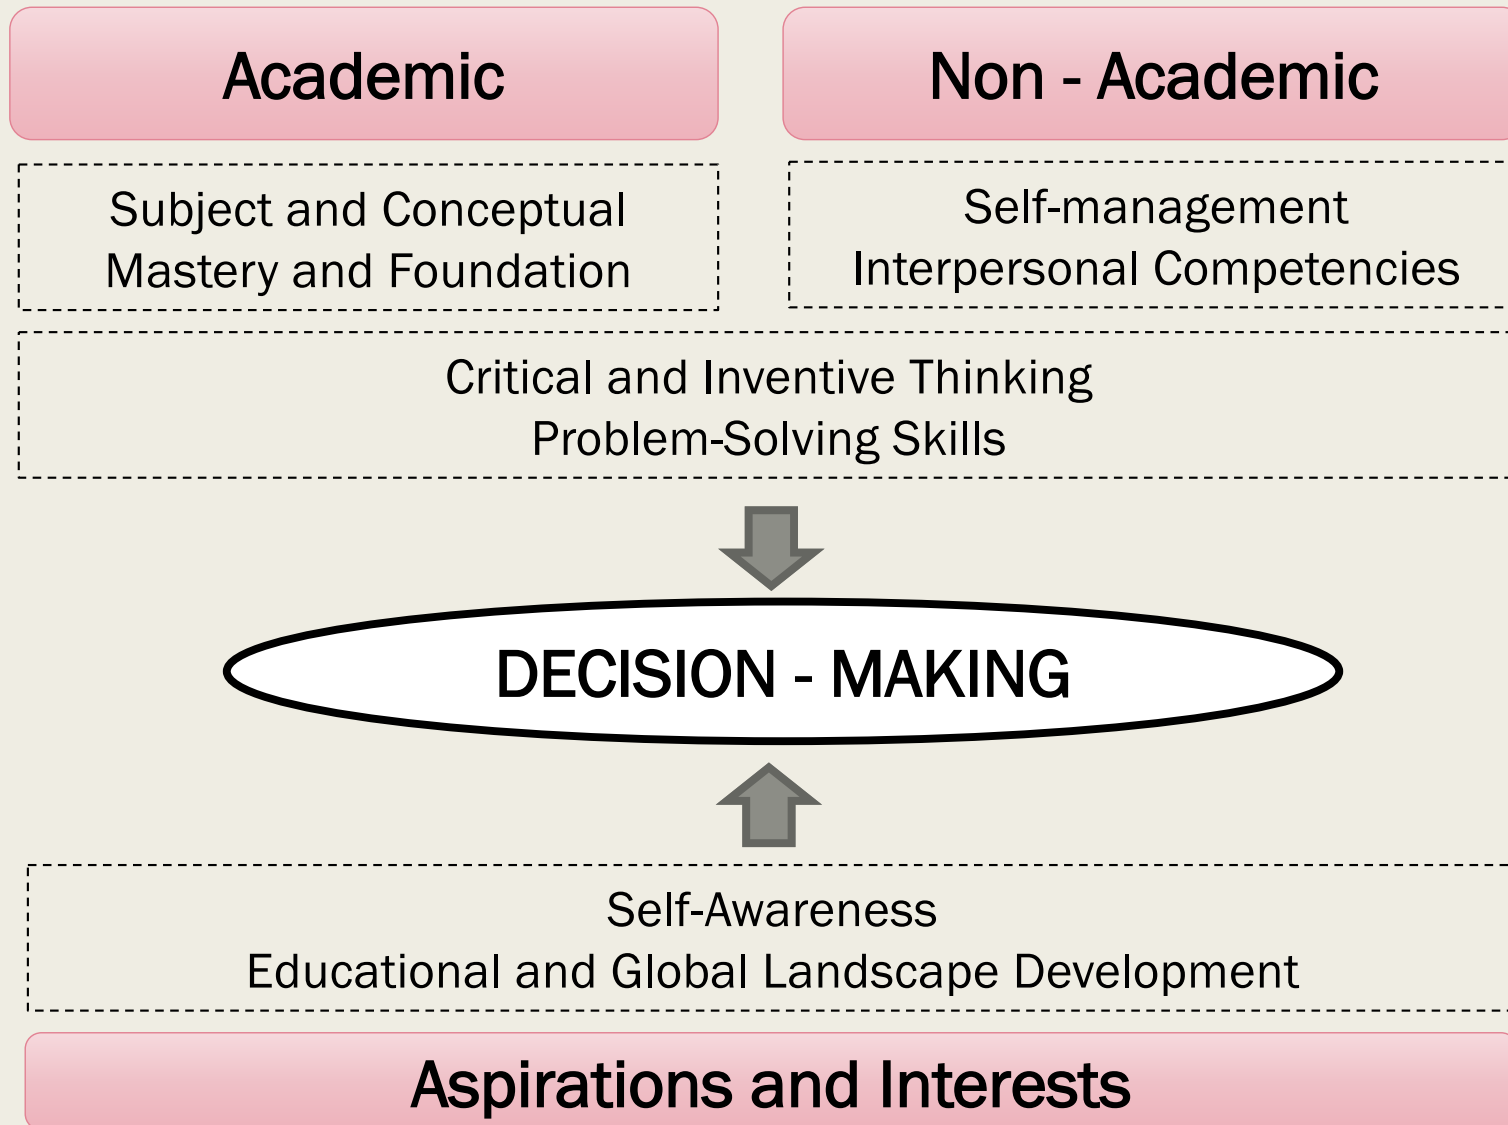 Academic
Non - Academic
Subject and Conceptual
Mastery and Foundation
Self-management
Interpersonal Competencies
Critical and Inventive Thinking
Problem-Solving Skills
DECISION - MAKING
Self-Awareness
Educational and Global Landscape Development
Aspirations and Interests